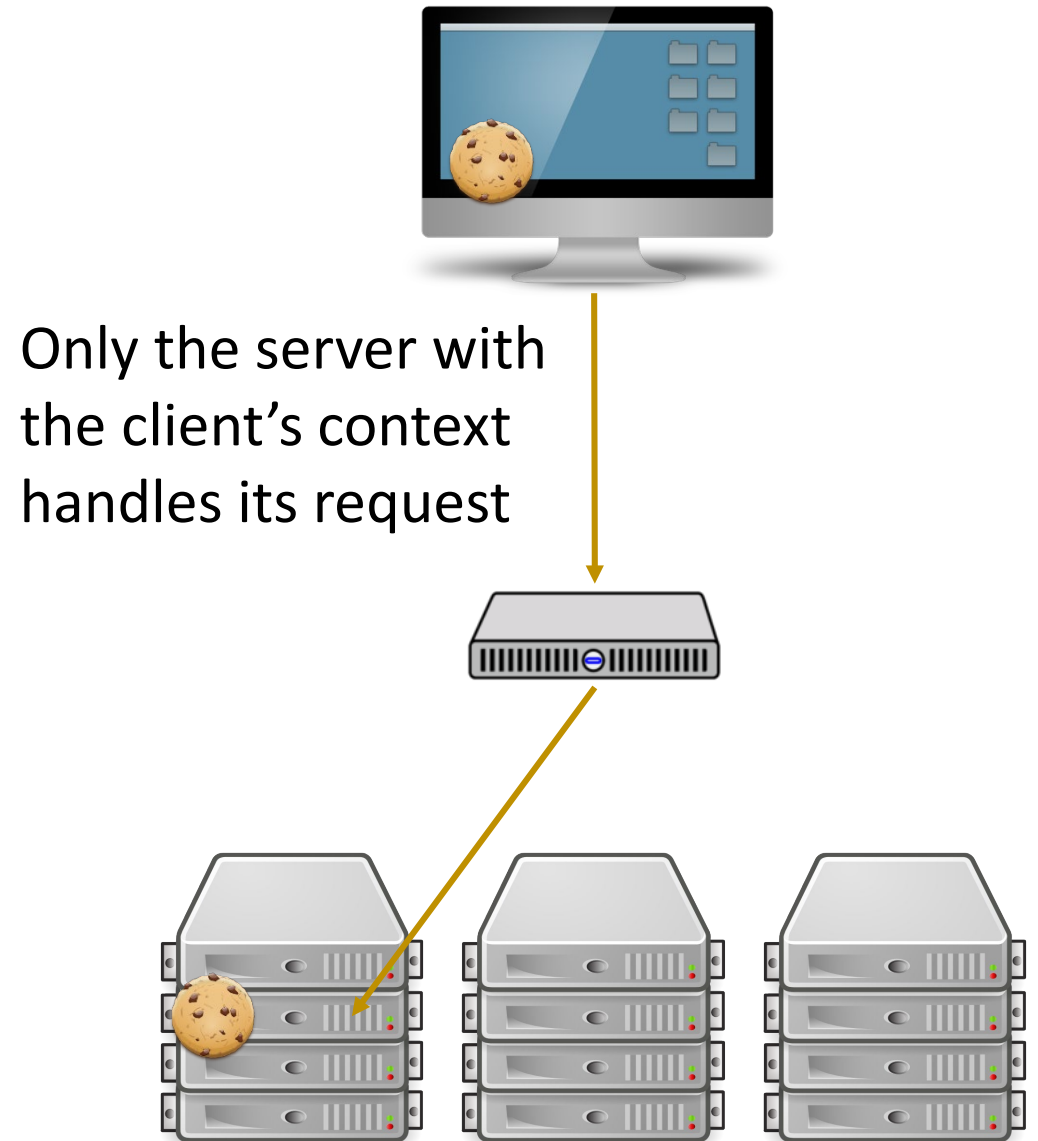 Only the server with
the client’s context
handles its request